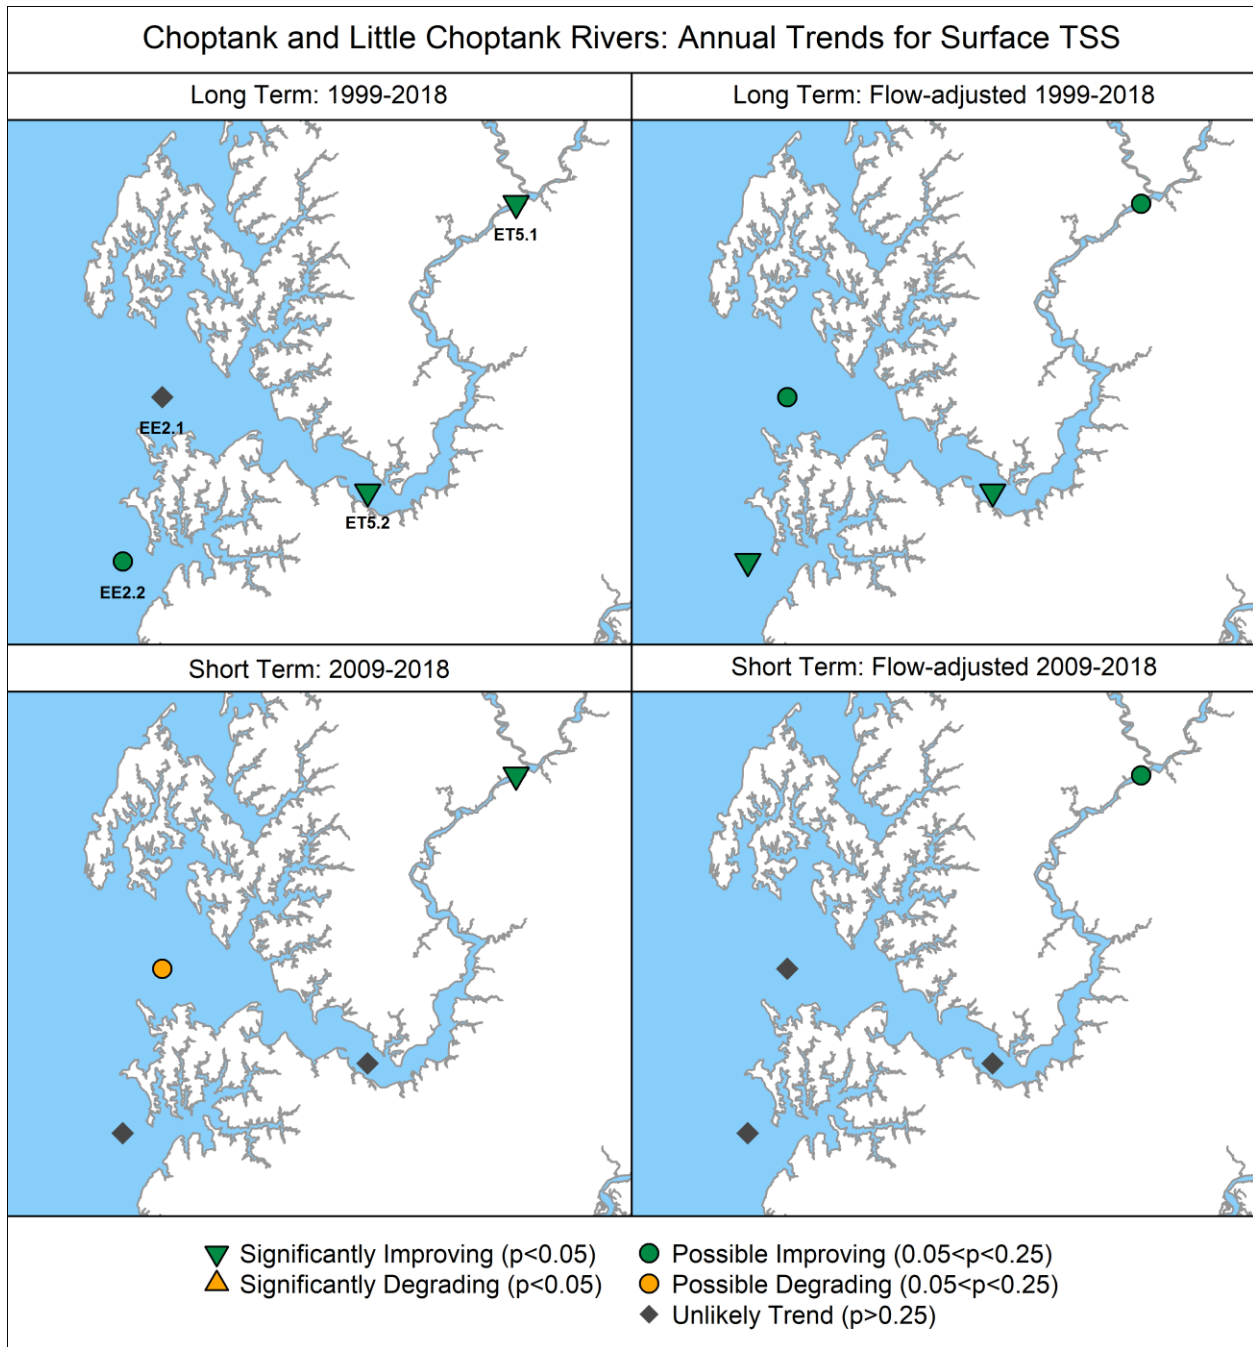 Choptank and Little Choptank Rivers: Annual Trends for Surface TSS
Long Term: 1999-2018
Long Term: Flow-adjusted 1999-2018
ET5.1
EE2.1
ET5.2
EE2.2
Short Term: 2009-2018
Short Term: Flow-adjusted 2009-2018
Significantly Improving (p<0.05)
Significantly Degrading (p<0.05)
Possible Improving (0.05<p<0.25)
Possible Degrading (0.05<p<0.25)
Unlikely Trend (p>0.25)